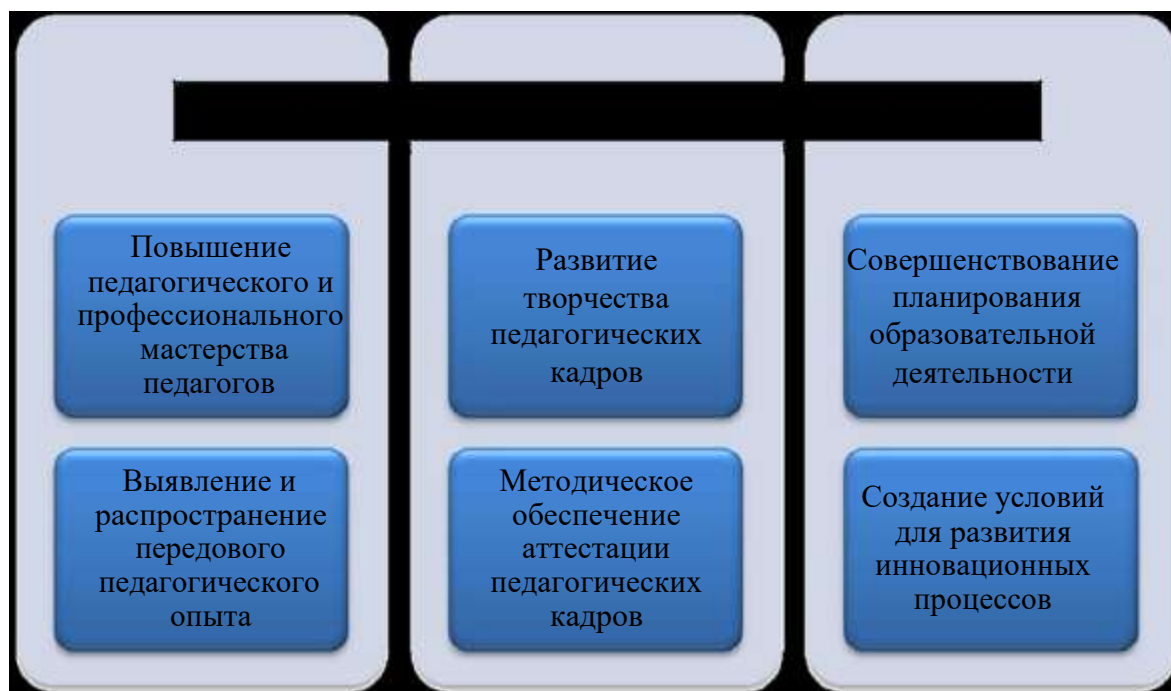 Повышение
педагогического и
профессионального
мастерства
педагогов
Развитие
творчества
педагогических
кадров
Совершенствование
планирования
образовательной
деятельности
Выявление и
распространение
передового
педагогического
опыта
Методическое
обеспечение
аттестации
педагогических
кадров
Создание условий
для развития
инновационных
процессов